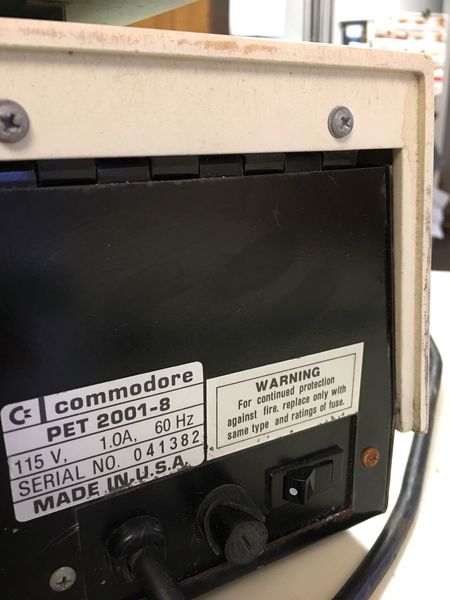 commodore
PET 2001-8
115 V, 1.0A, 60 Hz
SERIAL NO. 041382
MADE IN U.S.A.
WARNING
For continued protection
against fire, replace only with
same type and ratings of fuse.